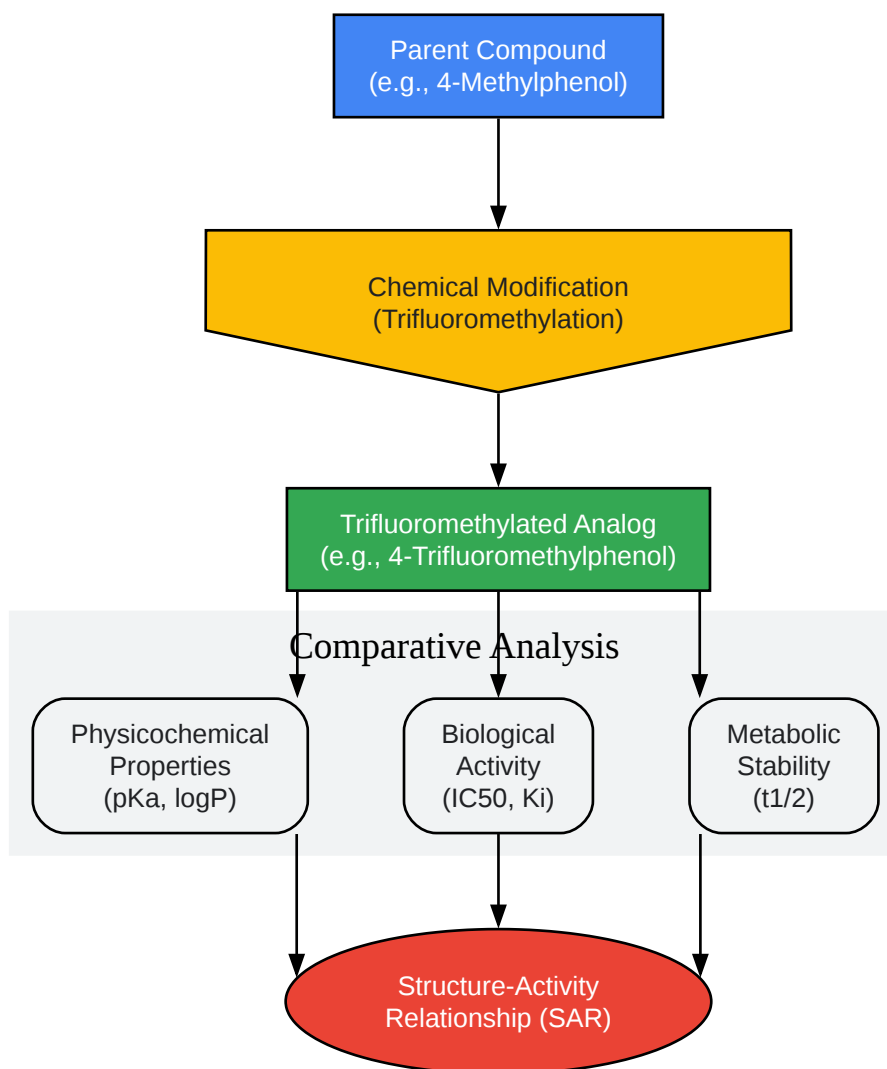 Parent Compound
(e.g., 4-Methylphenol)
Chemical Modification
(Trifluoromethylation)
Trifluoromethylated Analog
(e.g., 4-Trifluoromethylphenol)
Comparative Analysis
Physicochemical
Properties
(pKa, logP)
Biological
Activity
(IC50, Ki)
Metabolic
Stability
(t1/2)
Structure-Activity
Relationship (SAR)